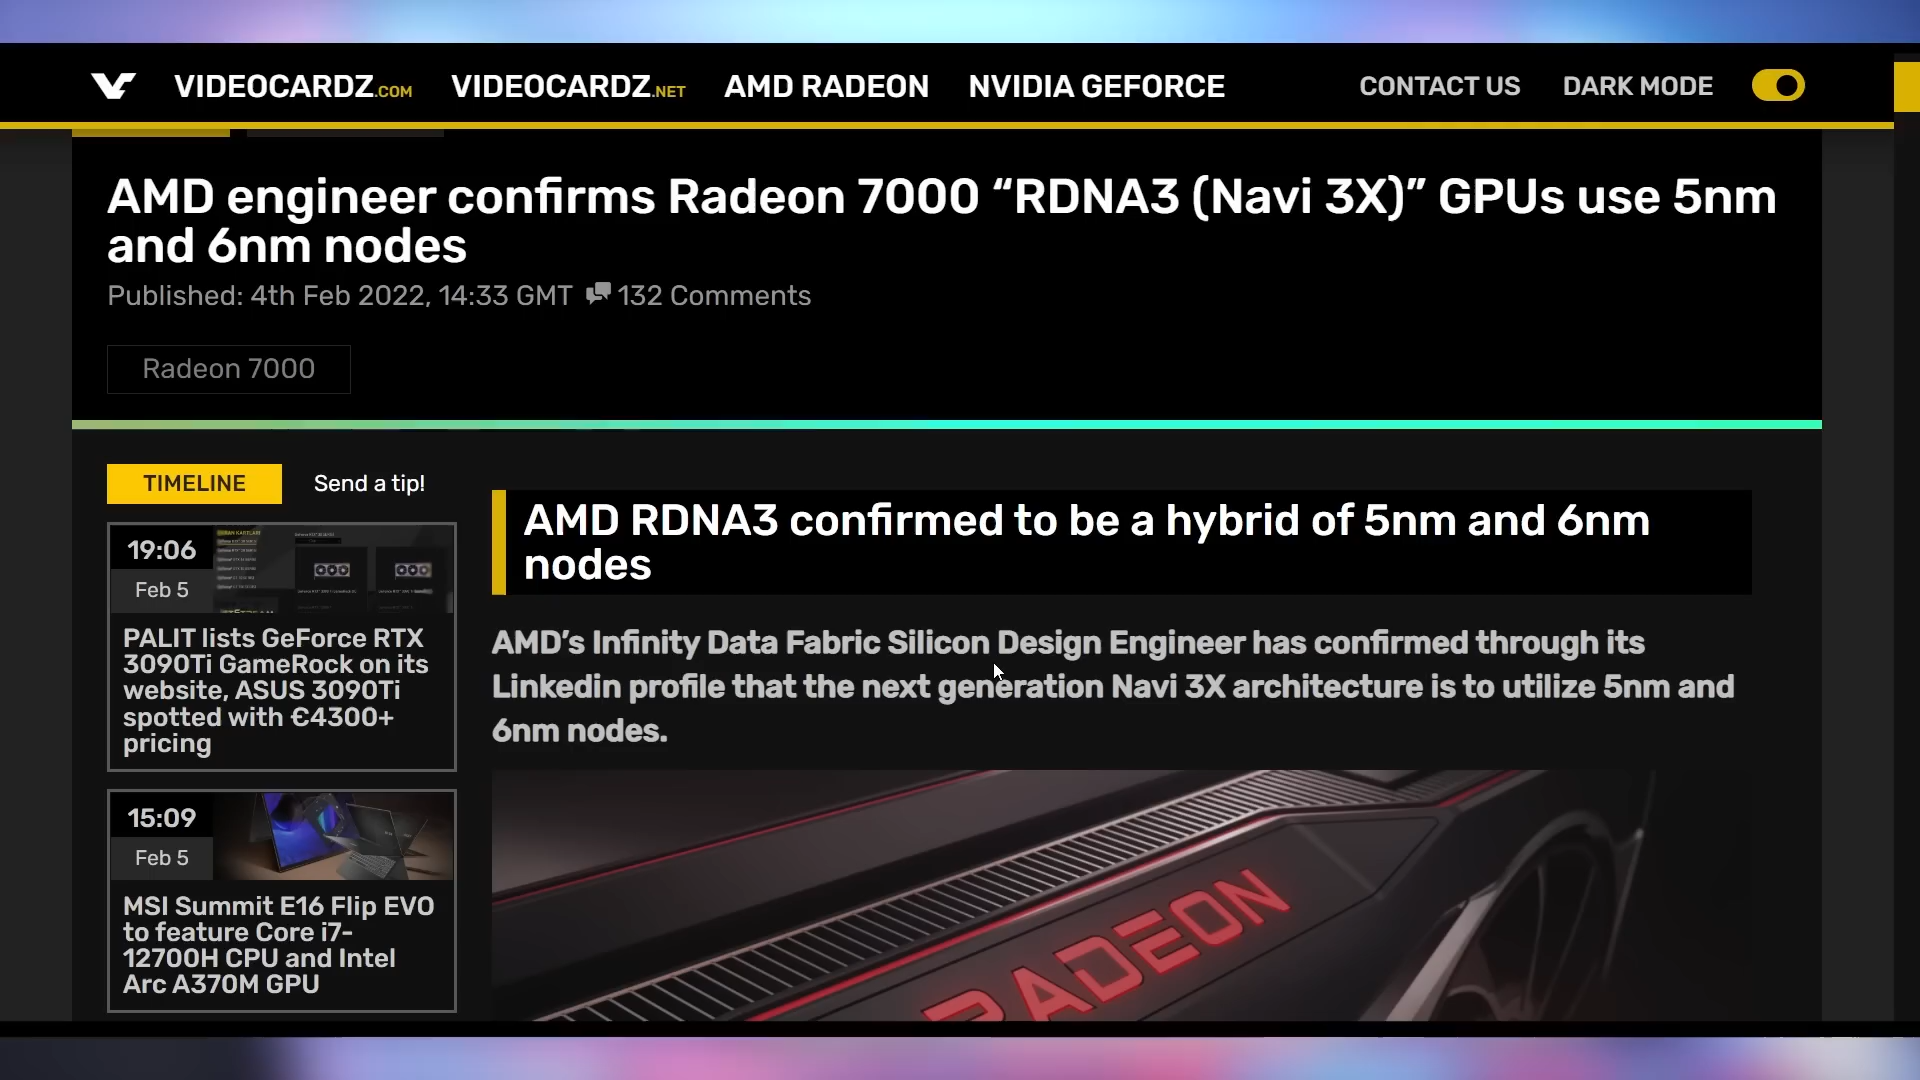 VIDEOCARDZ.COM VIDEOCARDZ.NET AMD RADEON NVIDIA GEFORCE CONTACT US DARK MODE
AMD engineer confirms Radeon 7000 “RDNA3 (Navi 3X)” GPUs use 5nm
and 6nm nodes
Published: 4th Feb 2022, 14:33 GMT 132 Comments
Radeon 7000
TIMELINE Send a tip!
19:06
Feb 5
PALIT lists GeForce RTX
3090Ti GameRock on its
website, ASUS 3090Ti
spotted with €4300+
pricing
15:09
Feb 5
MSI Summit E16 Flip EVO
to feature Core i7-
12700H CPU and Intel
Arc A370M GPU
AMD RDNA3 confirmed to be a hybrid of 5nm and 6nm
nodes
AMD’s Infinity Data Fabric Silicon Design Engineer has confirmed through its
Linkedin profile that the next generation Navi 3X architecture is to utilize 5nm and
6nm nodes.
RADEON